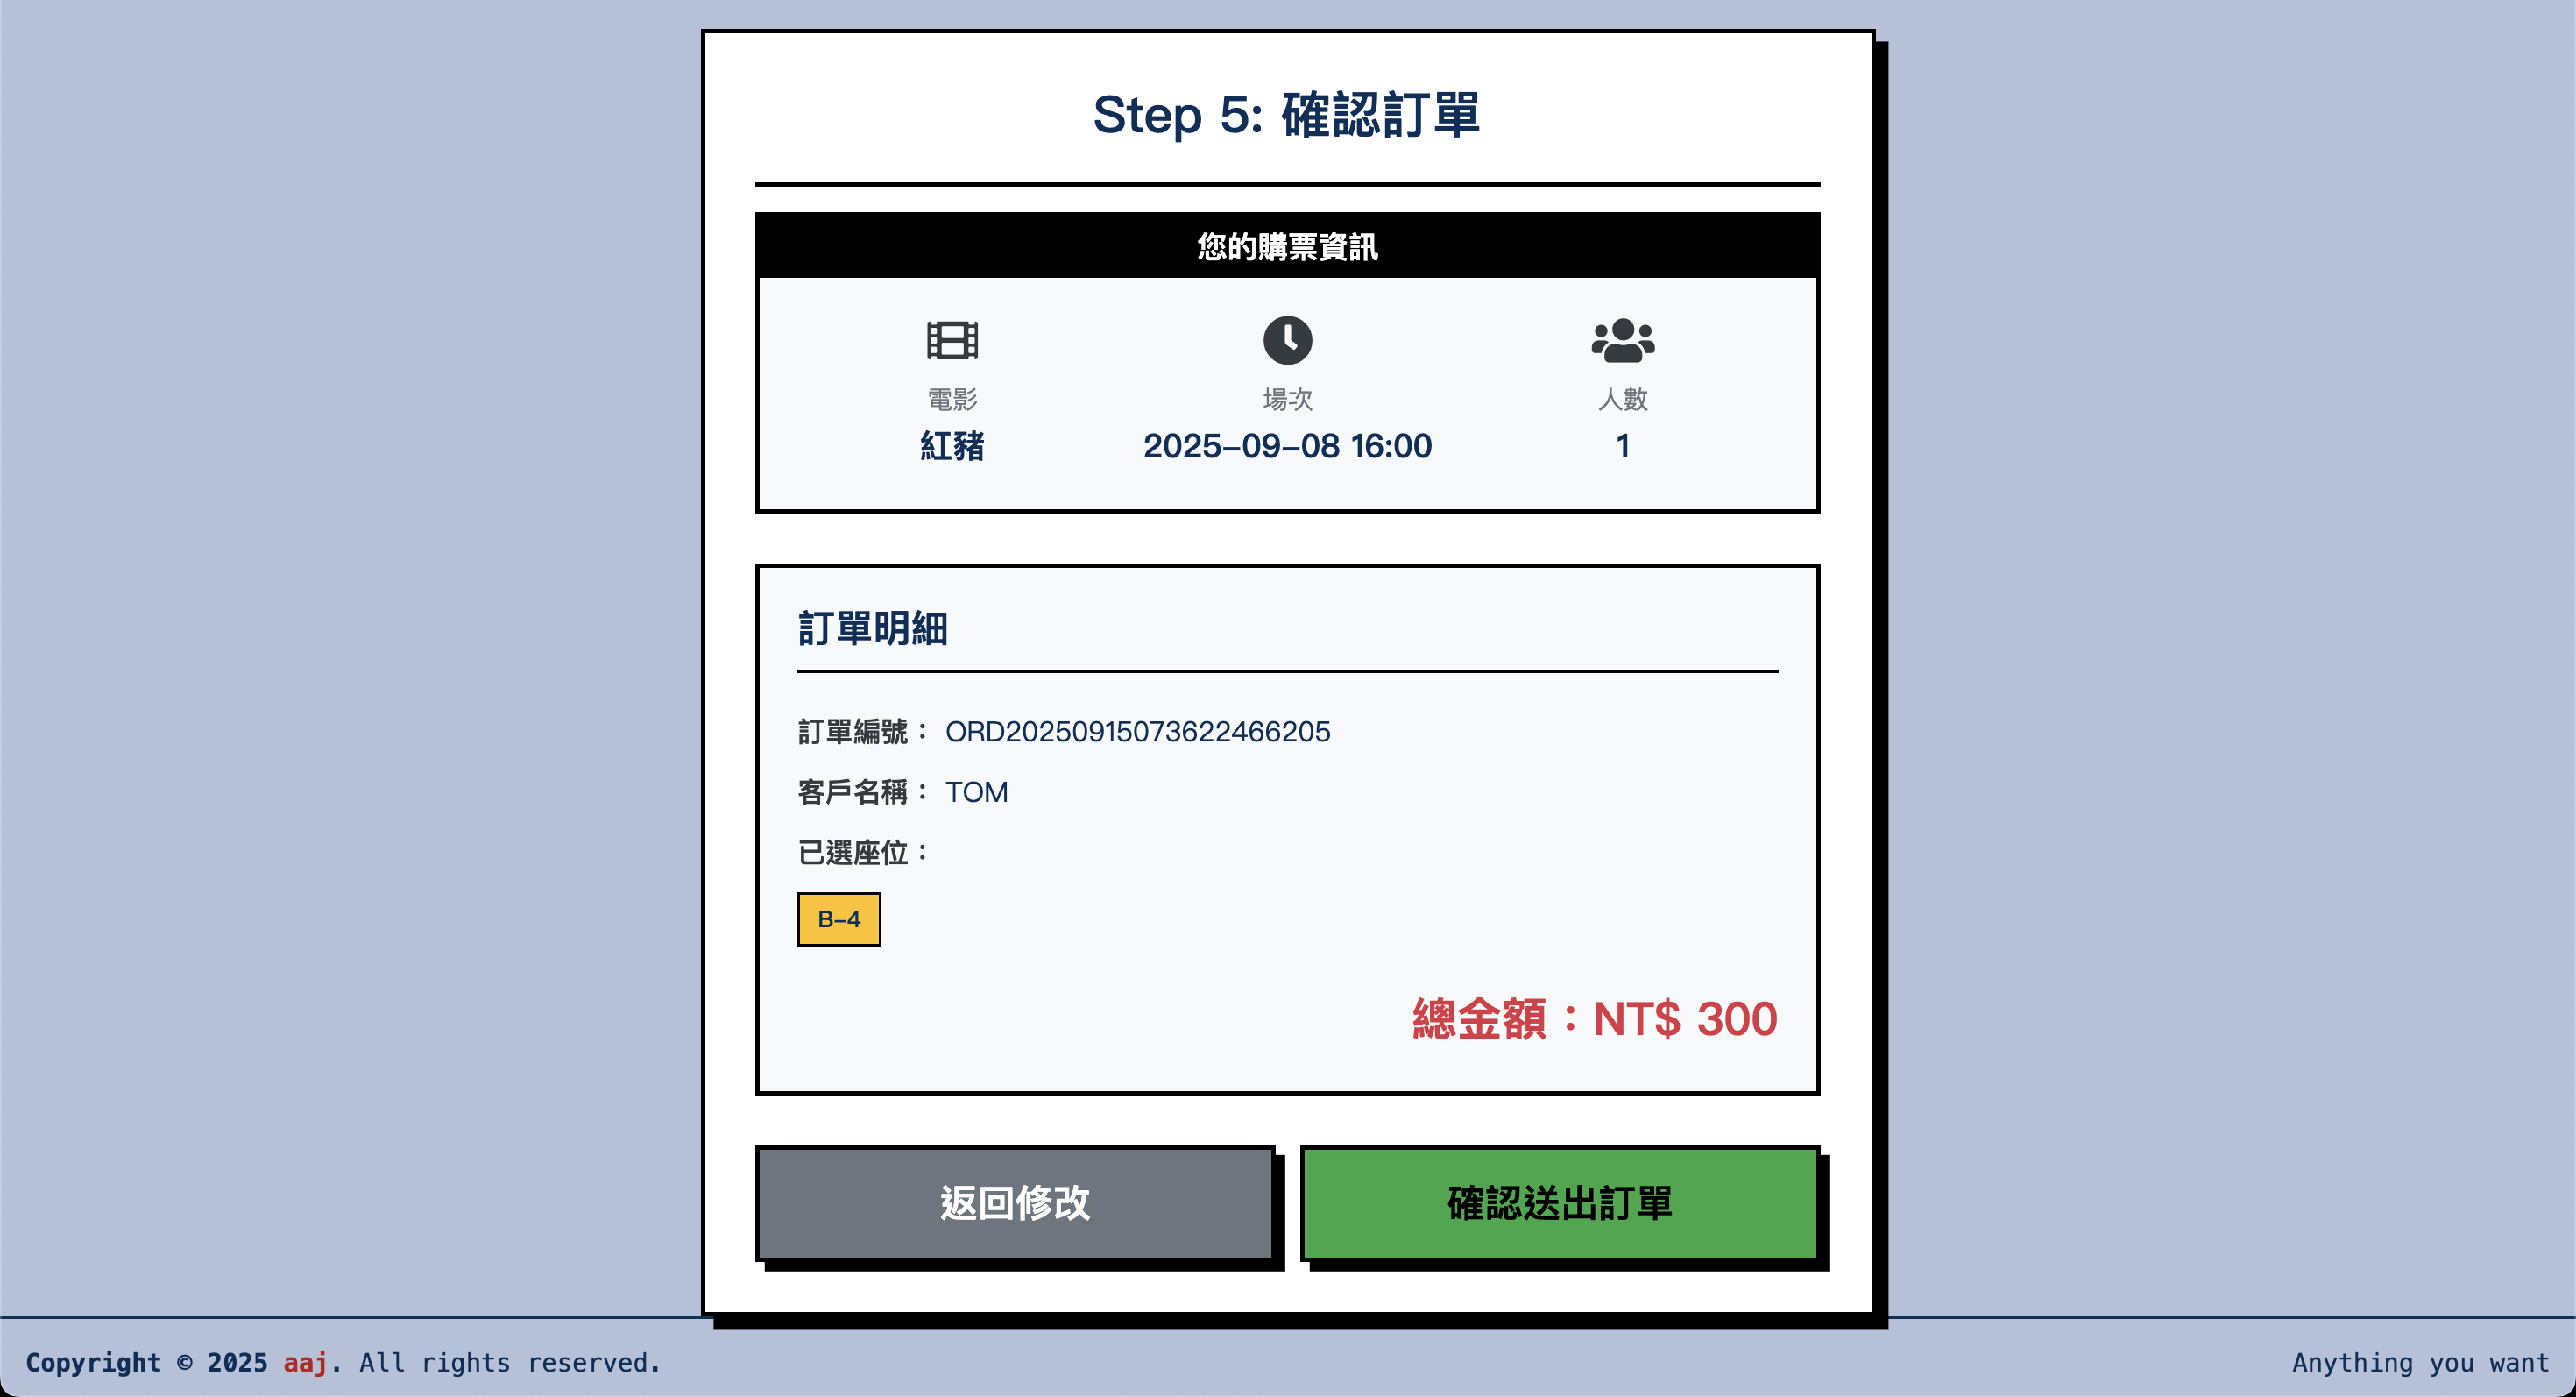 Step 5: 確認訂單
您的購票資訊
電影 場次 人數
紅豬 2025-09-08 16:00 1
訂單明細
訂單編號： ORD20250915073622466205
客戶名稱： TOM
已選座位：
B-4
總金額：NT$ 300
返回修改 確認送出訂單
Copyright © 2025 aaj. All rights reserved. Anything you want